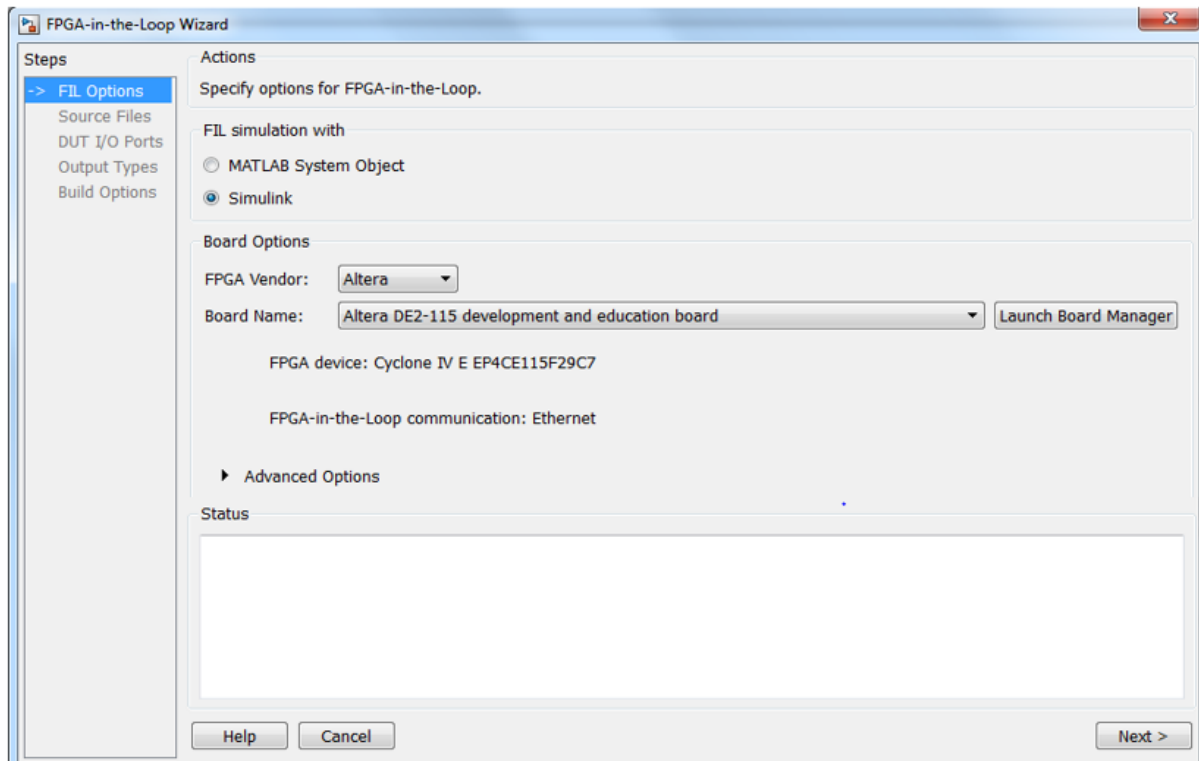 FPGA-in-the-Loop Wizard
Steps
-> FIL Options
Source Files
DUT I/O Ports
Output Types
Build Options
Actions
Specify options for FPGA-in-the-Loop.
FIL simulation with
MATLAB System Object
Simulink
Board Options
FPGA Vendor: Altera
Board Name: Altera DE2-115 development and education board Launch Board Manager
FPGA device: Cyclone IV E EP4CE115F29C7
FPGA-in-the-Loop communication: Ethernet
Advanced Options
Status
Help Cancel Next >